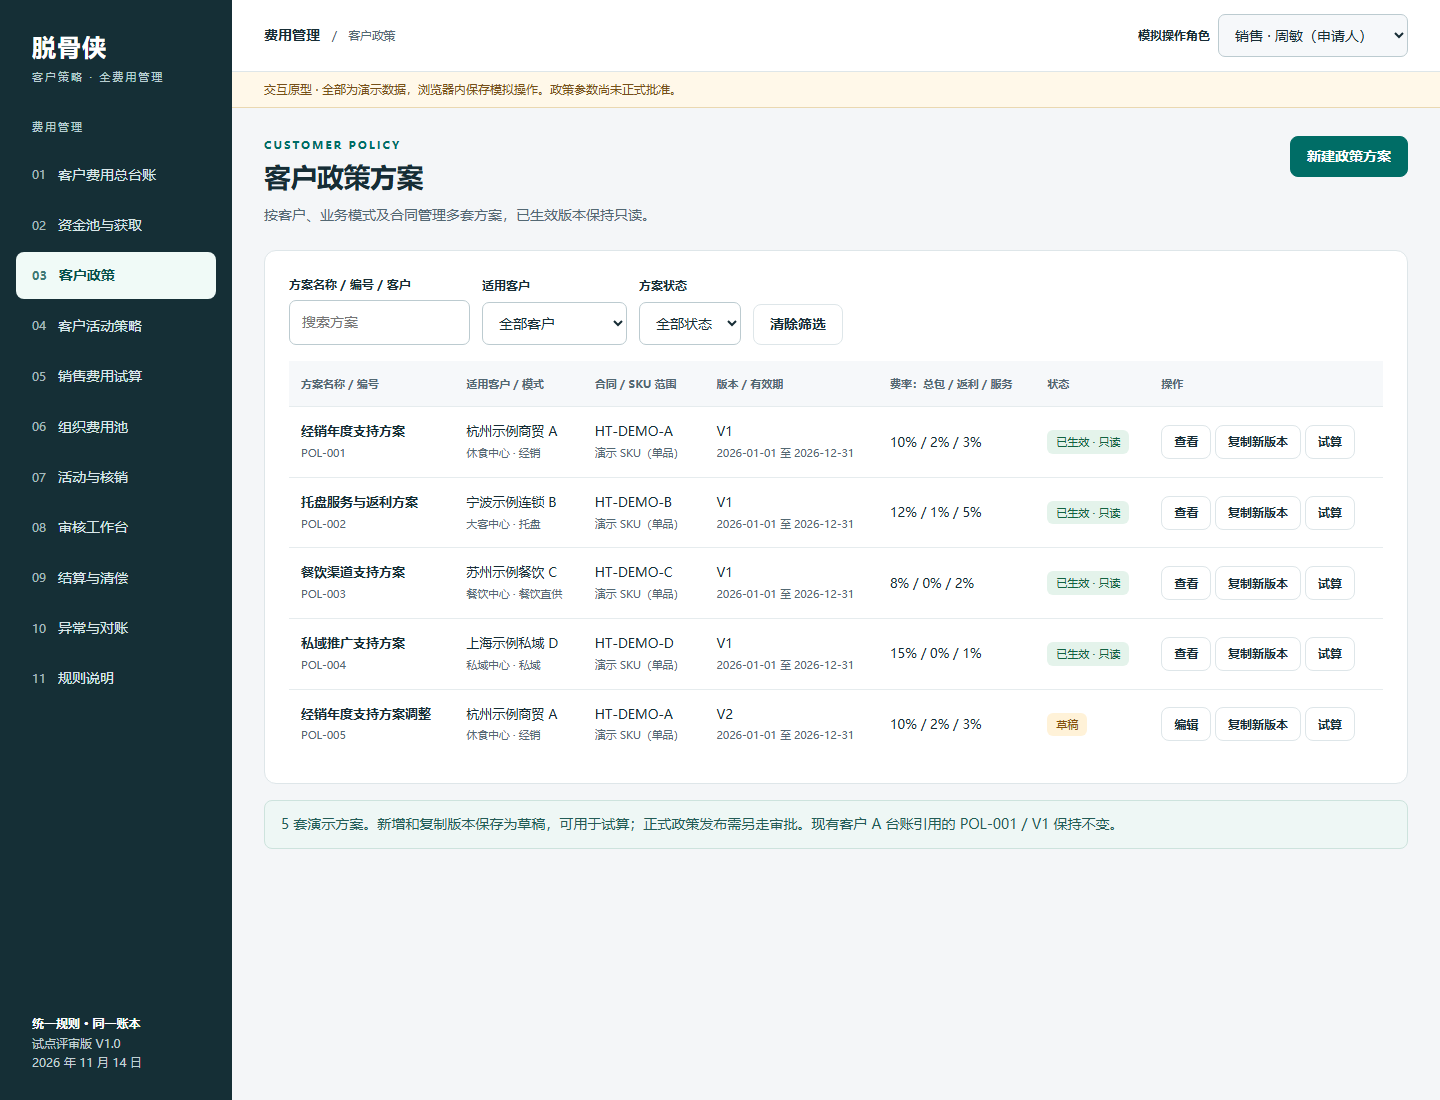 脱骨侠
客户策略 · 全费用管理
费用管理
01 客户费用总台账
02 资金池与获取
03 客户政策
04 客户活动策略
05 销售费用试算
06 组织费用池
07 活动与核销
08 审核工作台
09 结算与清偿
10 异常与对账
11 规则说明
统一规则 • 同一账本
试点评审版 V1.0
2026 年 11 月 14 日
费用管理 / 客户政策
模拟操作角色 销售 · 周敏（申请人）
交互原型 · 全部为演示数据，浏览器内保存模拟操作。政策参数尚未正式批准。
CUSTOMER POLICY
客户政策方案
新建政策方案
按客户、业务模式及合同管理多套方案，已生效版本保持只读。
方案名称 / 编号 / 客户 适用客户 方案状态
搜索方案 全部客户 全部状态 清除筛选
方案名称 / 编号 适用客户 / 模式 合同 / SKU 范围 版本 / 有效期 费率：总包 / 返利 / 服务 状态 操作
经销年度支持方案 杭州示例商贸 A HT-DEMO-A V1
10% / 2% / 3% 已生效 · 只读 查看 复制新版本 试算
POL-001 休食中心 · 经销 演示 SKU（单品） 2026-01-01 至 2026-12-31
托盘服务与返利方案 宁波示例连锁 B HT-DEMO-B V1
12% / 1% / 5% 已生效 · 只读 查看 复制新版本 试算
POL-002 大客中心 · 托盘 演示 SKU（单品） 2026-01-01 至 2026-12-31
餐饮渠道支持方案 苏州示例餐饮 C HT-DEMO-C V1
8% / 0% / 2% 已生效 · 只读 查看 复制新版本 试算
POL-003 餐饮中心 · 餐饮直供 演示 SKU（单品） 2026-01-01 至 2026-12-31
私域推广支持方案 上海示例私域 D HT-DEMO-D V1
15% / 0% / 1% 已生效 · 只读 查看 复制新版本 试算
POL-004 私域中心 · 私域 演示 SKU（单品） 2026-01-01 至 2026-12-31
经销年度支持方案调整 杭州示例商贸 A HT-DEMO-A V2
10% / 2% / 3% 草稿 编辑 复制新版本 试算
POL-005 休食中心 · 经销 演示 SKU（单品） 2026-01-01 至 2026-12-31
5 套演示方案。新增和复制版本保存为草稿，可用于试算；正式政策发布需另走审批。现有客户 A 台账引用的 POL-001 / V1 保持不变。